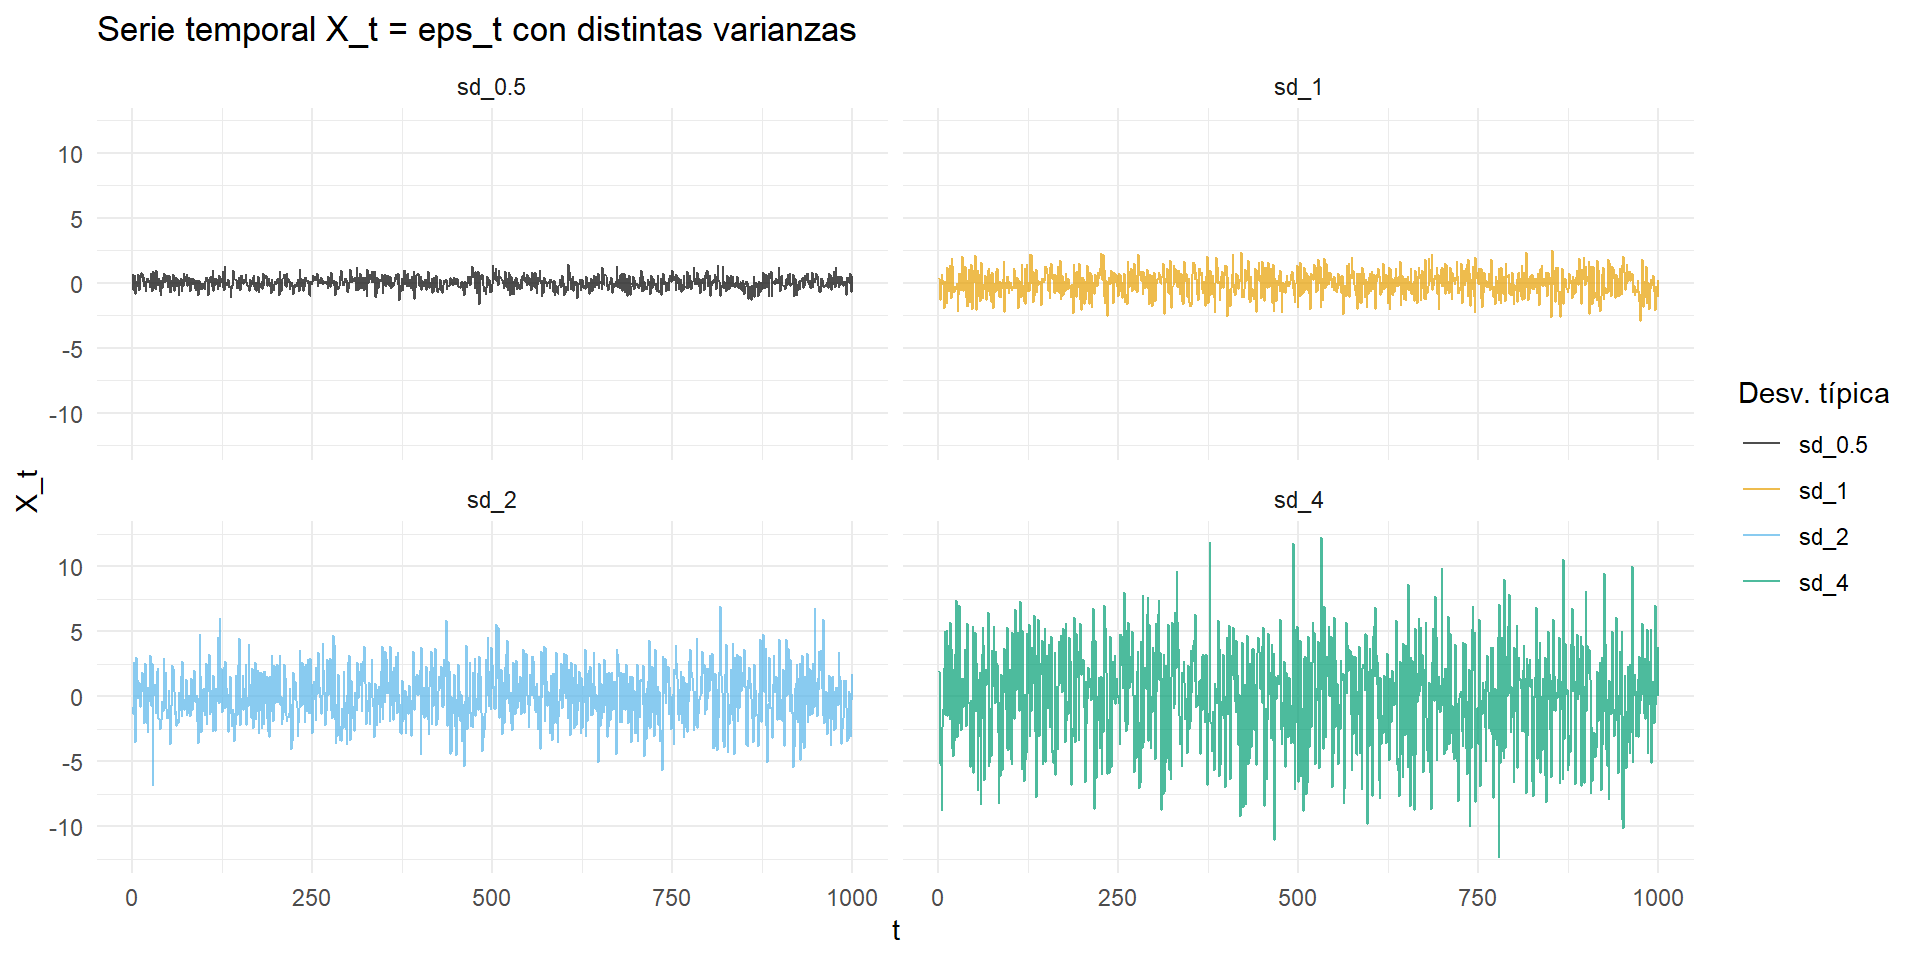 Serie temporal X_t = eps_t con distintas varianzas
sd_0.5
sd_1
10
5
0
-5
-10
sd_2
sd_4
10
5
0
-5
-10
0
250
500
750
1000
0
250
500
750
1000
t
X_t
Desv. típica
sd_0.5
sd_1
sd_2
sd_4